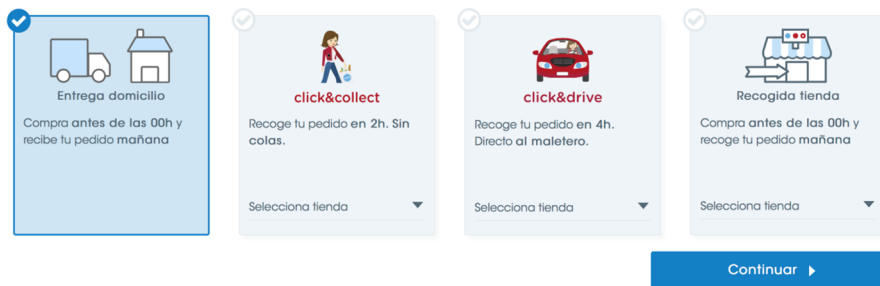 Entrega domicilio
Compra antes de las 00h y
recibe tu pedido mañana
click&collect
Recoge tu pedido en 2h. Sin
colas.
Selecciona tienda
click&drive
Recoge tu pedido en 4h.
Directo al maletero.
Selecciona tienda
Recogida tienda
Compra antes de las 00h y
recoge tu pedido mañana
Selecciona tienda
Continuar